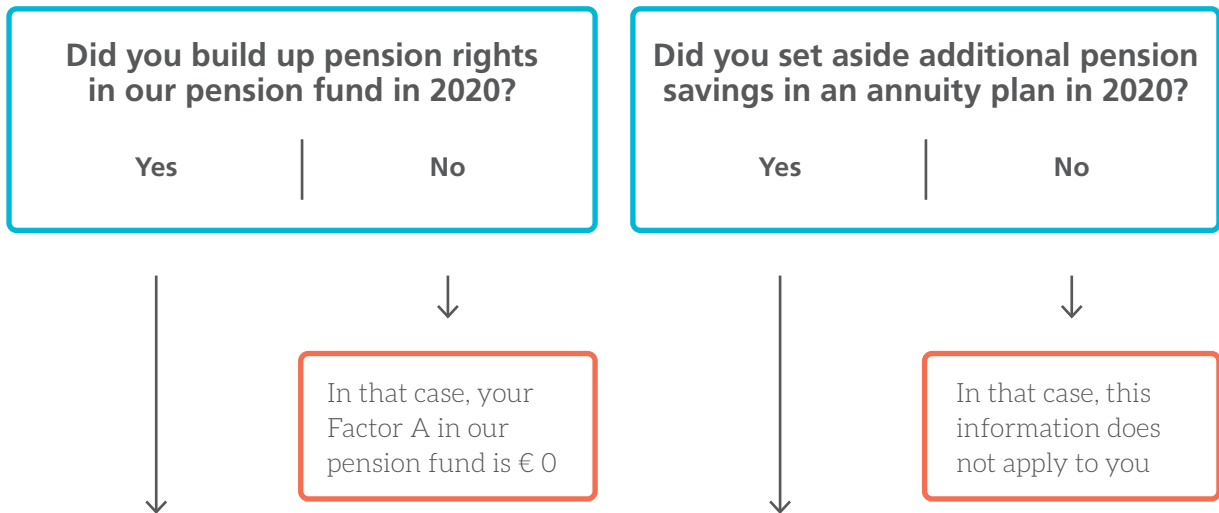 Did you build up pension rights
in our pension fund in 2020?
Yes
No
In that case, your
Factor A in our
pension fund is € 0
Did you set aside additional pension
savings in an annuity plan in 2020?
Yes
No
In that case, this
information does
not apply to you